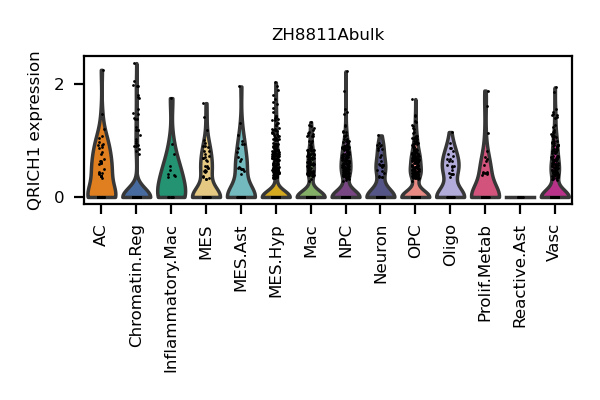 ZH8811Abulk
QRICH1 expression
2
0
AC
Chromatin.Reg
Inflammatory.Mac
MES
MES.Ast
MES.Hyp
Mac
NPC
Neuron
OPC
Oligo
Prolif.Metab
Reactive.Ast
Vasc